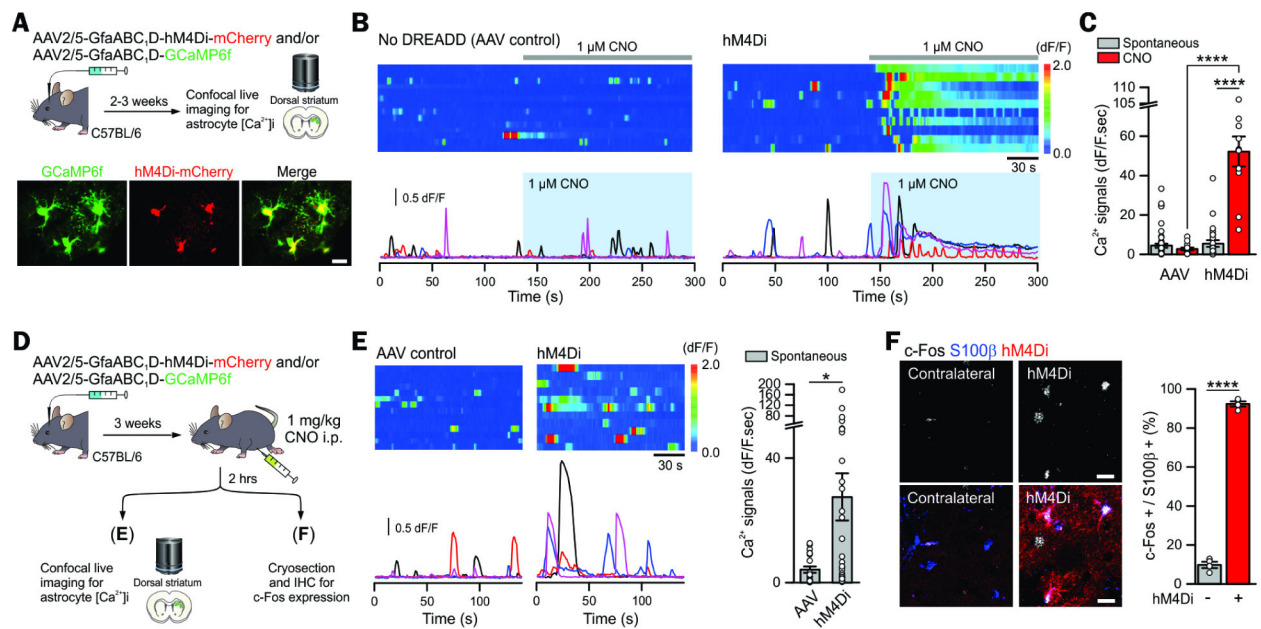 A
AAV2/5-GfaABC₁D-hM4Di-mCherry and/or
AAV2/5-GfaABC₁D-GCaMP6f
2-3 weeks
Confocal live
imaging for
astrocyte [Ca²⁺]i
Dorsal striatum
C57BL/6
GCaMP6f
hM4Di-mCherry
Merge
B
No DREADD (AAV control)
1 µM CNO
hM4Di
1 µM CNO
(dF/F)
2.0
0.0
30 s
0.5 dF/F
1 µM CNO
1 µM CNO
0 50 100 150 200 250 300
Time (s)
0 50 100 150 200 250 300
Time (s)
C
Spontaneous
CNO
****
****
Ca²⁺ signals (dF/F.sec)
110
105
60
40
20
0
AAV hM4Di
D
AAV2/5-GfaABC₁D-hM4Di-mCherry and/or
AAV2/5-GfaABC₁D-GCaMP6f
3 weeks
1 mg/kg
CNO i.p.
C57BL/6
2 hrs
(E)
(F)
Confocal live
imaging for
astrocyte [Ca²⁺]i
Dorsal striatum
Cryosection
and IHC for
c-Fos expression
E
AAV control
hM4Di
(dF/F)
2.0
0.0
30 s
0.5 dF/F
0 50 100
Time (s)
0 50 100
Time (s)
Spontaneous
*
Ca²⁺ signals (dF/F.sec)
200
160
120
80
40
0
AAV
hM4Di
F
c-Fos S100β hM4Di
Contralateral
hM4Di
Contralateral
hM4Di
****
c-Fos + / S100β + (%)
100
80
60
40
20
0
hM4Di - +